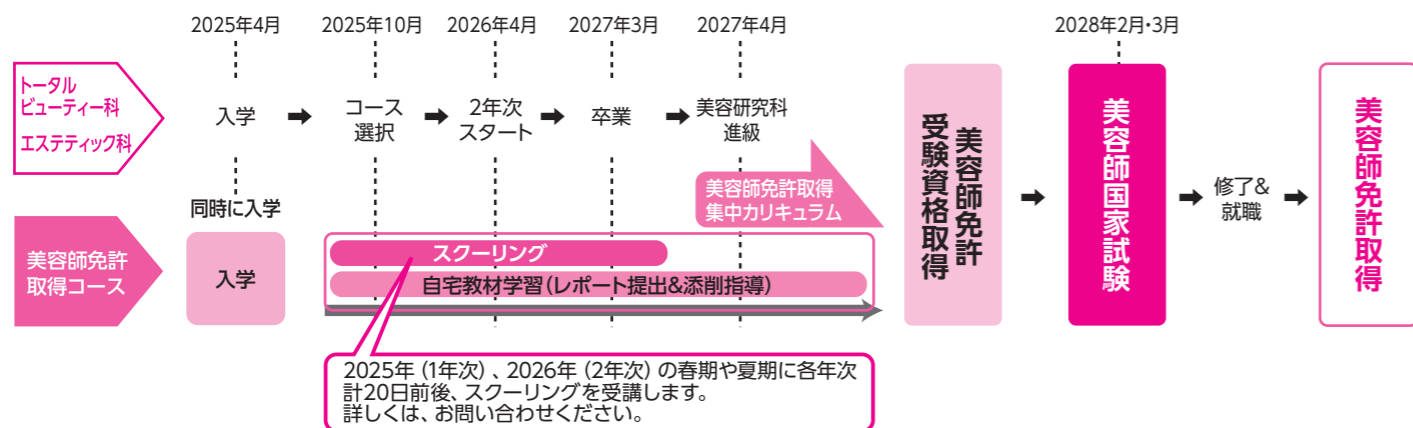 2025年4月
2025年10月
2026年4月
2027年3月
2027年4月
2028年2月・3月
トータル
ビューティー科
エステティック科
入学
コース
選択
2年次
スタート
卒業
美容研究科
進級
美容師免許取得
集中カリキュラム
美容師免許
受験資格取得
美容師国家試験
修了&
就職
美容師免許取得
同時に入学
美容師免許
取得コース
入学
スクーリング
自宅教材学習(レポート提出&添削指導)
2025年(1年次)、2026年(2年次)の春期や夏期に各年次
計20日前後、スクーリングを受講します。
詳しくは、お問い合わせください。